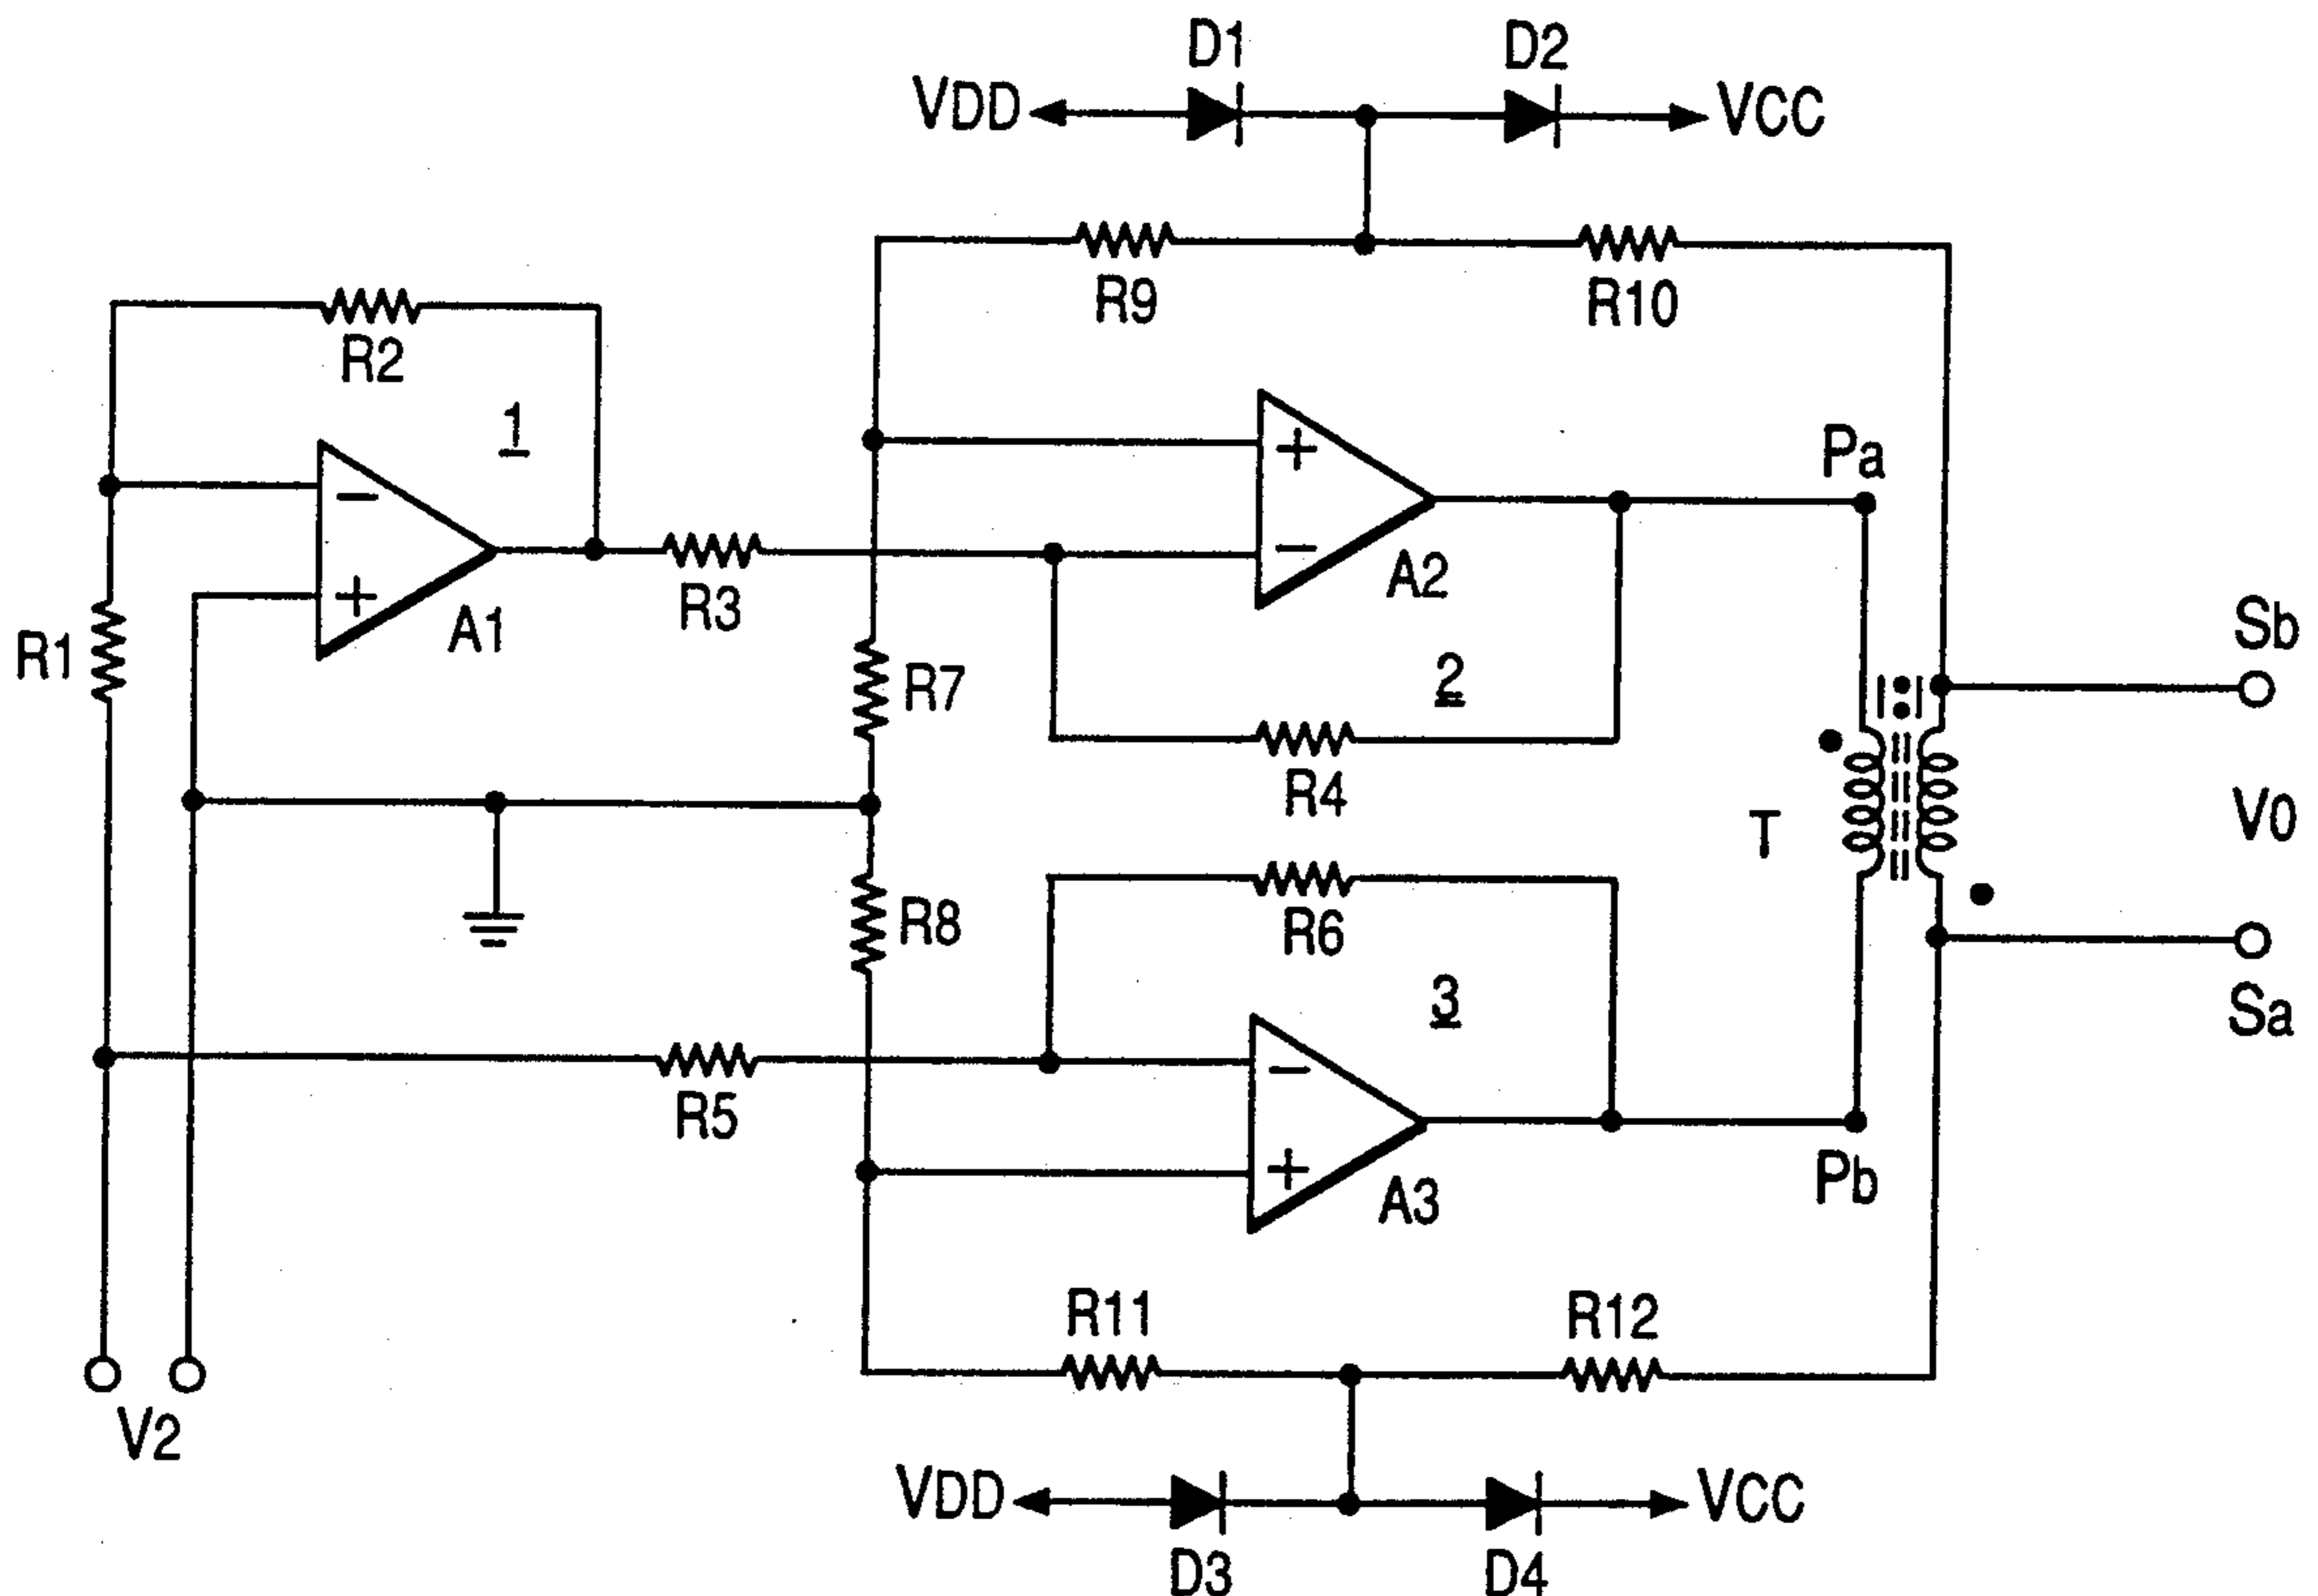 D1 D2
VDD VCC
R9 R10
R2
1
Pa
− + +
−
A2
R3
Sb
R1 A1
2
R7
R4
V0
T
R8
R6
3
Sa
R5
−
+
A3
Pb
R11 R12
V2
VDD VCC
D3 D4